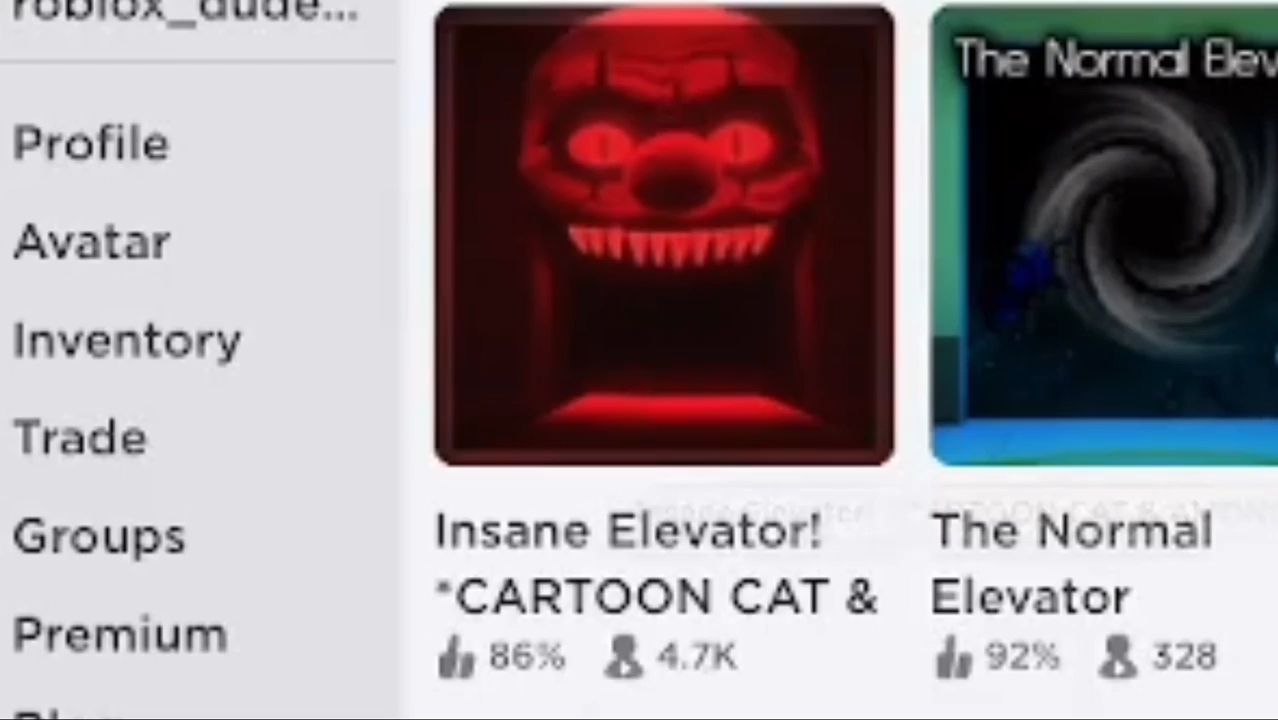 roblox_dude...
Profile
Avatar
Inventory
Trade
Groups
Premium
The Normal Elev
Insane Elevator!
*CARTOON CAT &
86% 4.7K
The Normal
Elevator
92% 328